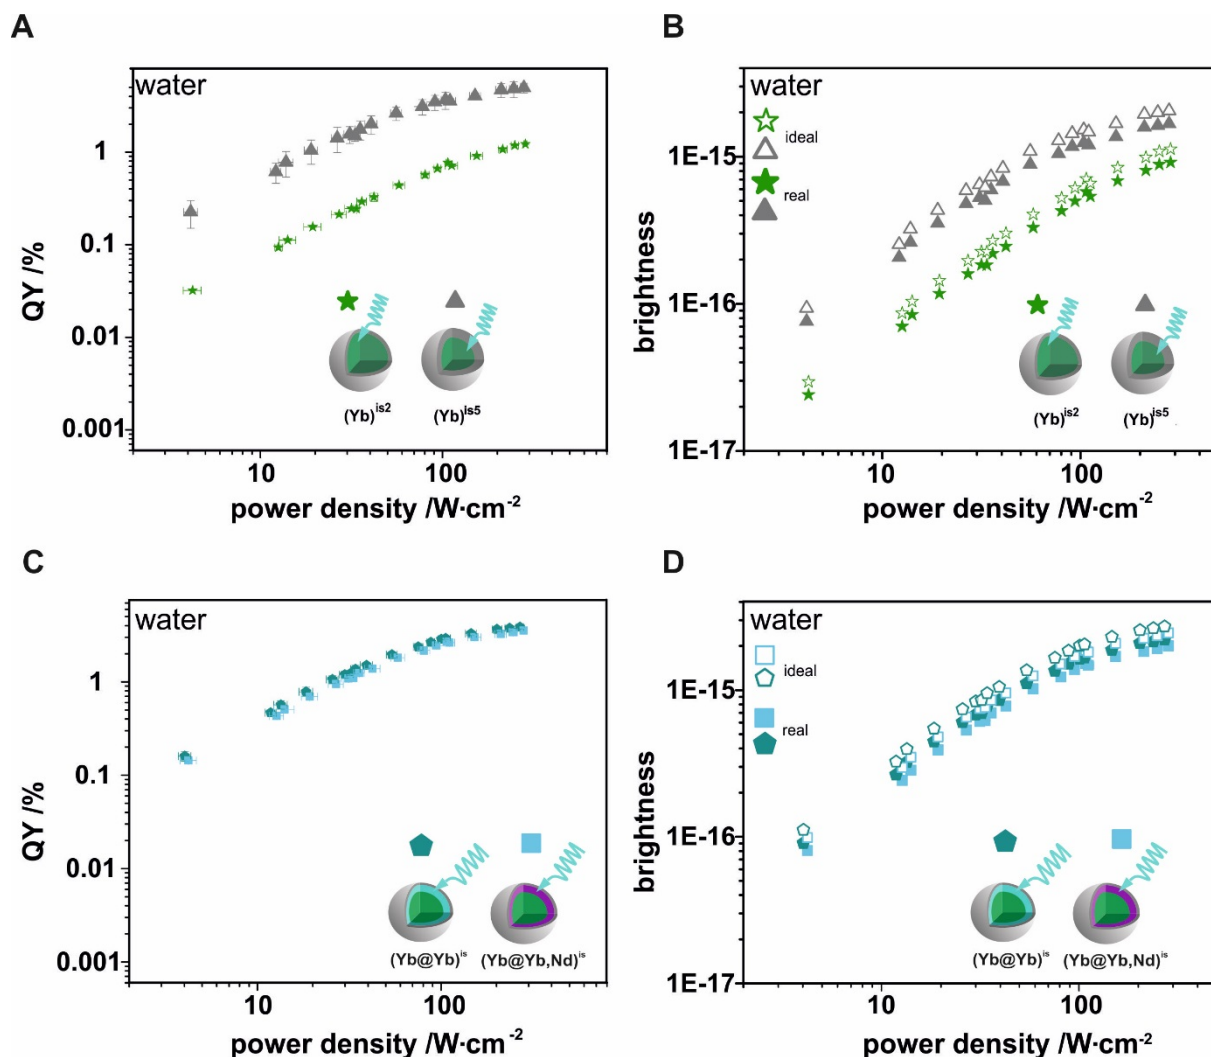 A
water
QY /%
1
0.1
0.01
0.001
(Yb)is2
(Yb)is5
10
100
power density /W·cm-2
B
water
ideal
real
brightness
1E-15
1E-16
1E-17
(Yb)is2
(Yb)is5
10
100
power density /W·cm-2
C
water
QY /%
1
0.1
0.01
0.001
(Yb@Yb)is
(Yb@Yb,Nd)is
10
100
power density /W·cm-2
D
water
ideal
real
brightness
1E-15
1E-16
1E-17
(Yb@Yb)is
(Yb@Yb,Nd)is
10
100
power density /W·cm-2